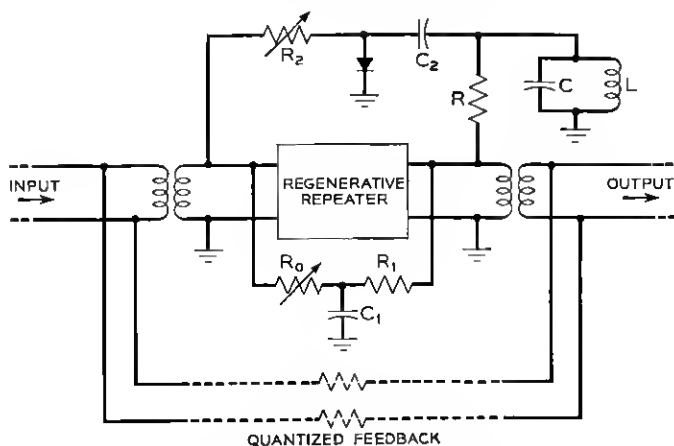 R₂
C₂
C
L
R
INPUT
REGENERATIVE
REPEATER
OUTPUT
R₀
R₁
C₁
QUANTIZED FEEDBACK